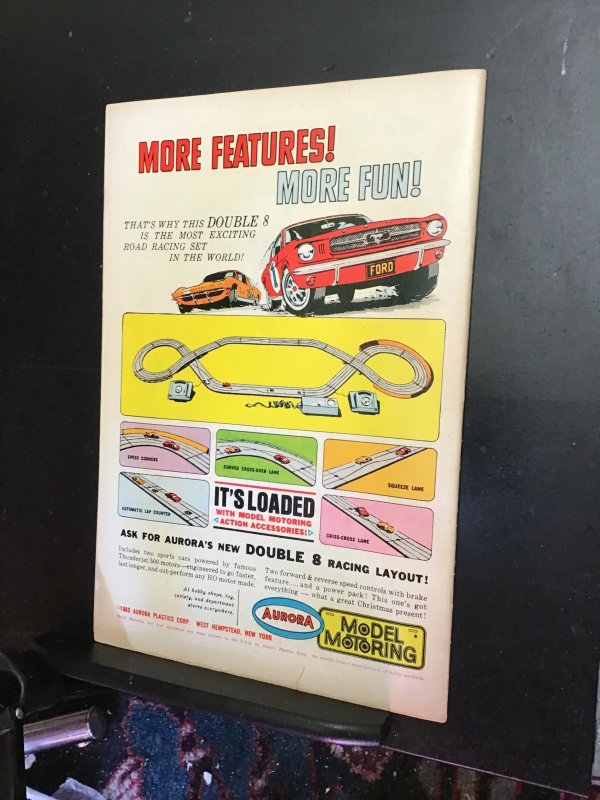 MORE FEATURES!
MORE FUN!
THAT'S WHY THIS DOUBLE 8
IS THE MOST EXCITING
ROAD RACING SET
IN THE WORLD!
FORD
SPEED CORNERS
CURVED CROSS-OVER LANE
SQUEEZE LANE
AUTOMATIC LAP COUNTER
IT'S LOADED
WITH MODEL MOTORING
ACTION ACCESSORIES!
CRISS-CROSS LANE
ASK FOR AURORA'S NEW DOUBLE 8 RACING LAYOUT!
Includes two sports cars powered by famous
Thunderjet 500 motors—engineered to go faster,
last longer, and out-perform any HO motor made.
Two forward & reverse speed controls with brake
feature...and a power pack! This one's got
everything — what a great Christmas present!
At hobby shops, toy,
variety, and department
stores everywhere.
©1965 AURORA PLASTICS CORP. WEST HEMPSTEAD, NEW YORK
AURORA
MODEL
MOTORING